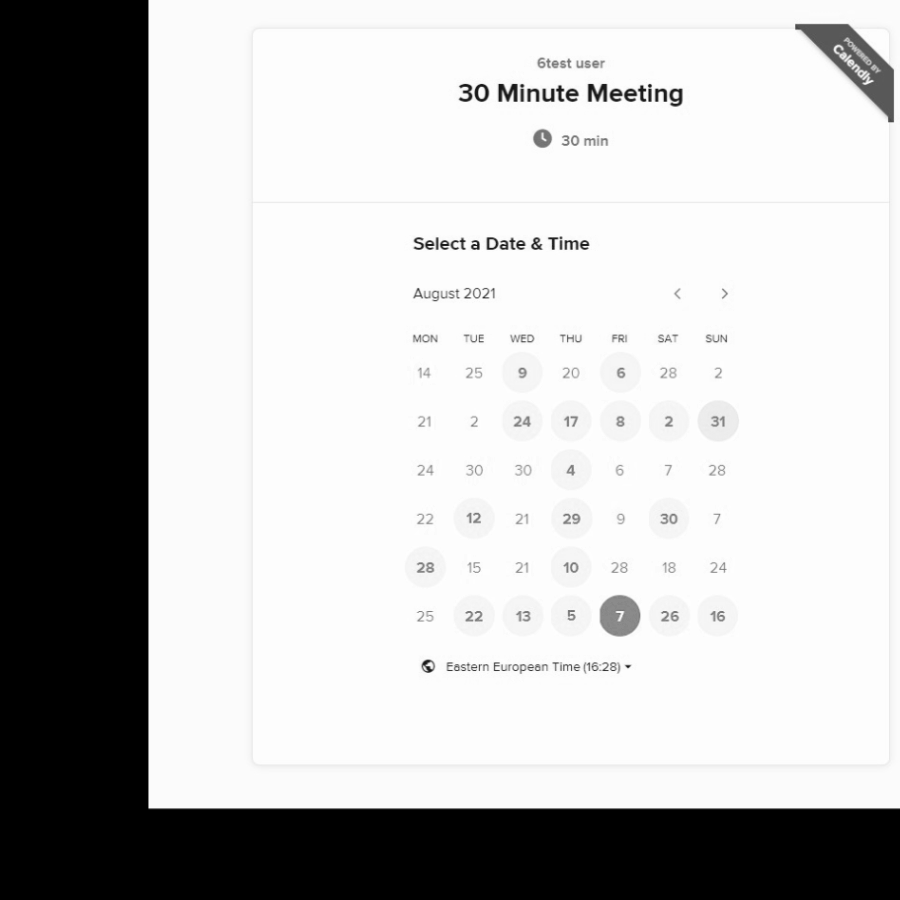 POWERED BY
Calendly
6test user
30 Minute Meeting
30 min
Select a Date & Time
August 2021
MON TUE WED THU FRI SAT SUN
14 25 9 20 6 28 2
21 2 24 17 8 2 31
24 30 30 4 6 7 28
22 12 21 29 9 30 7
28 15 21 10 28 18 24
25 22 13 5 7 26 16
Eastern European Time (16:28)